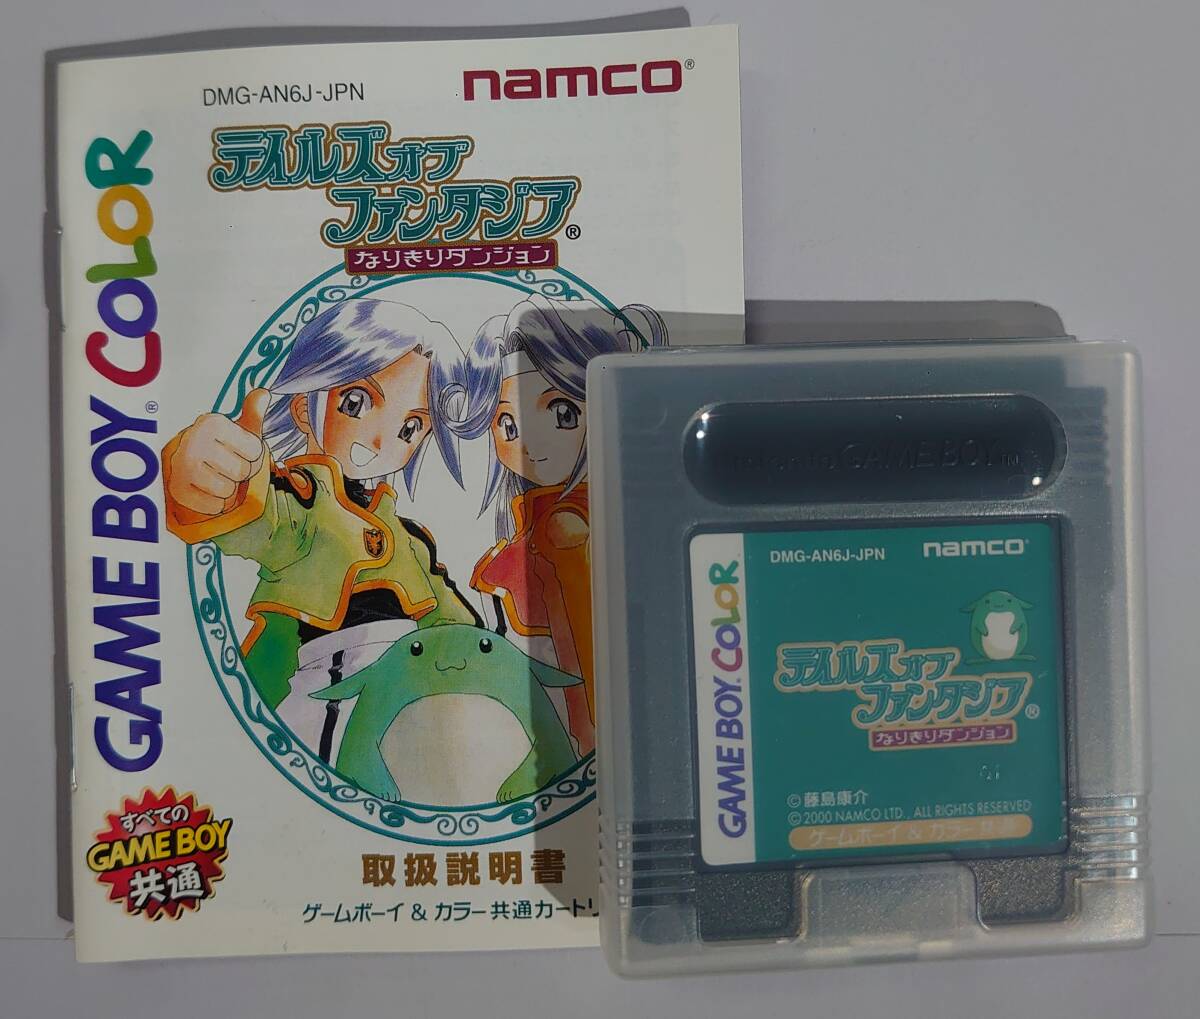 DMG-AN6J-JPN
namco®
テイルズオブ
ファンタジア®
なりきりダンジョン
GAME BOY® COLOR
すべての
GAME BOY
共通
取扱説明書
ゲームボーイ & カラー共通カートリ
GAME BOY
DMG-AN6J-JPN
namco®
GAME BOY COLOR
テイルズオブ
ファンタジア®
なりきりダンジョン
©藤島康介
©2000 NAMCO LTD., ALL RIGHTS RESERVED
ゲームボーイ & カラー共通